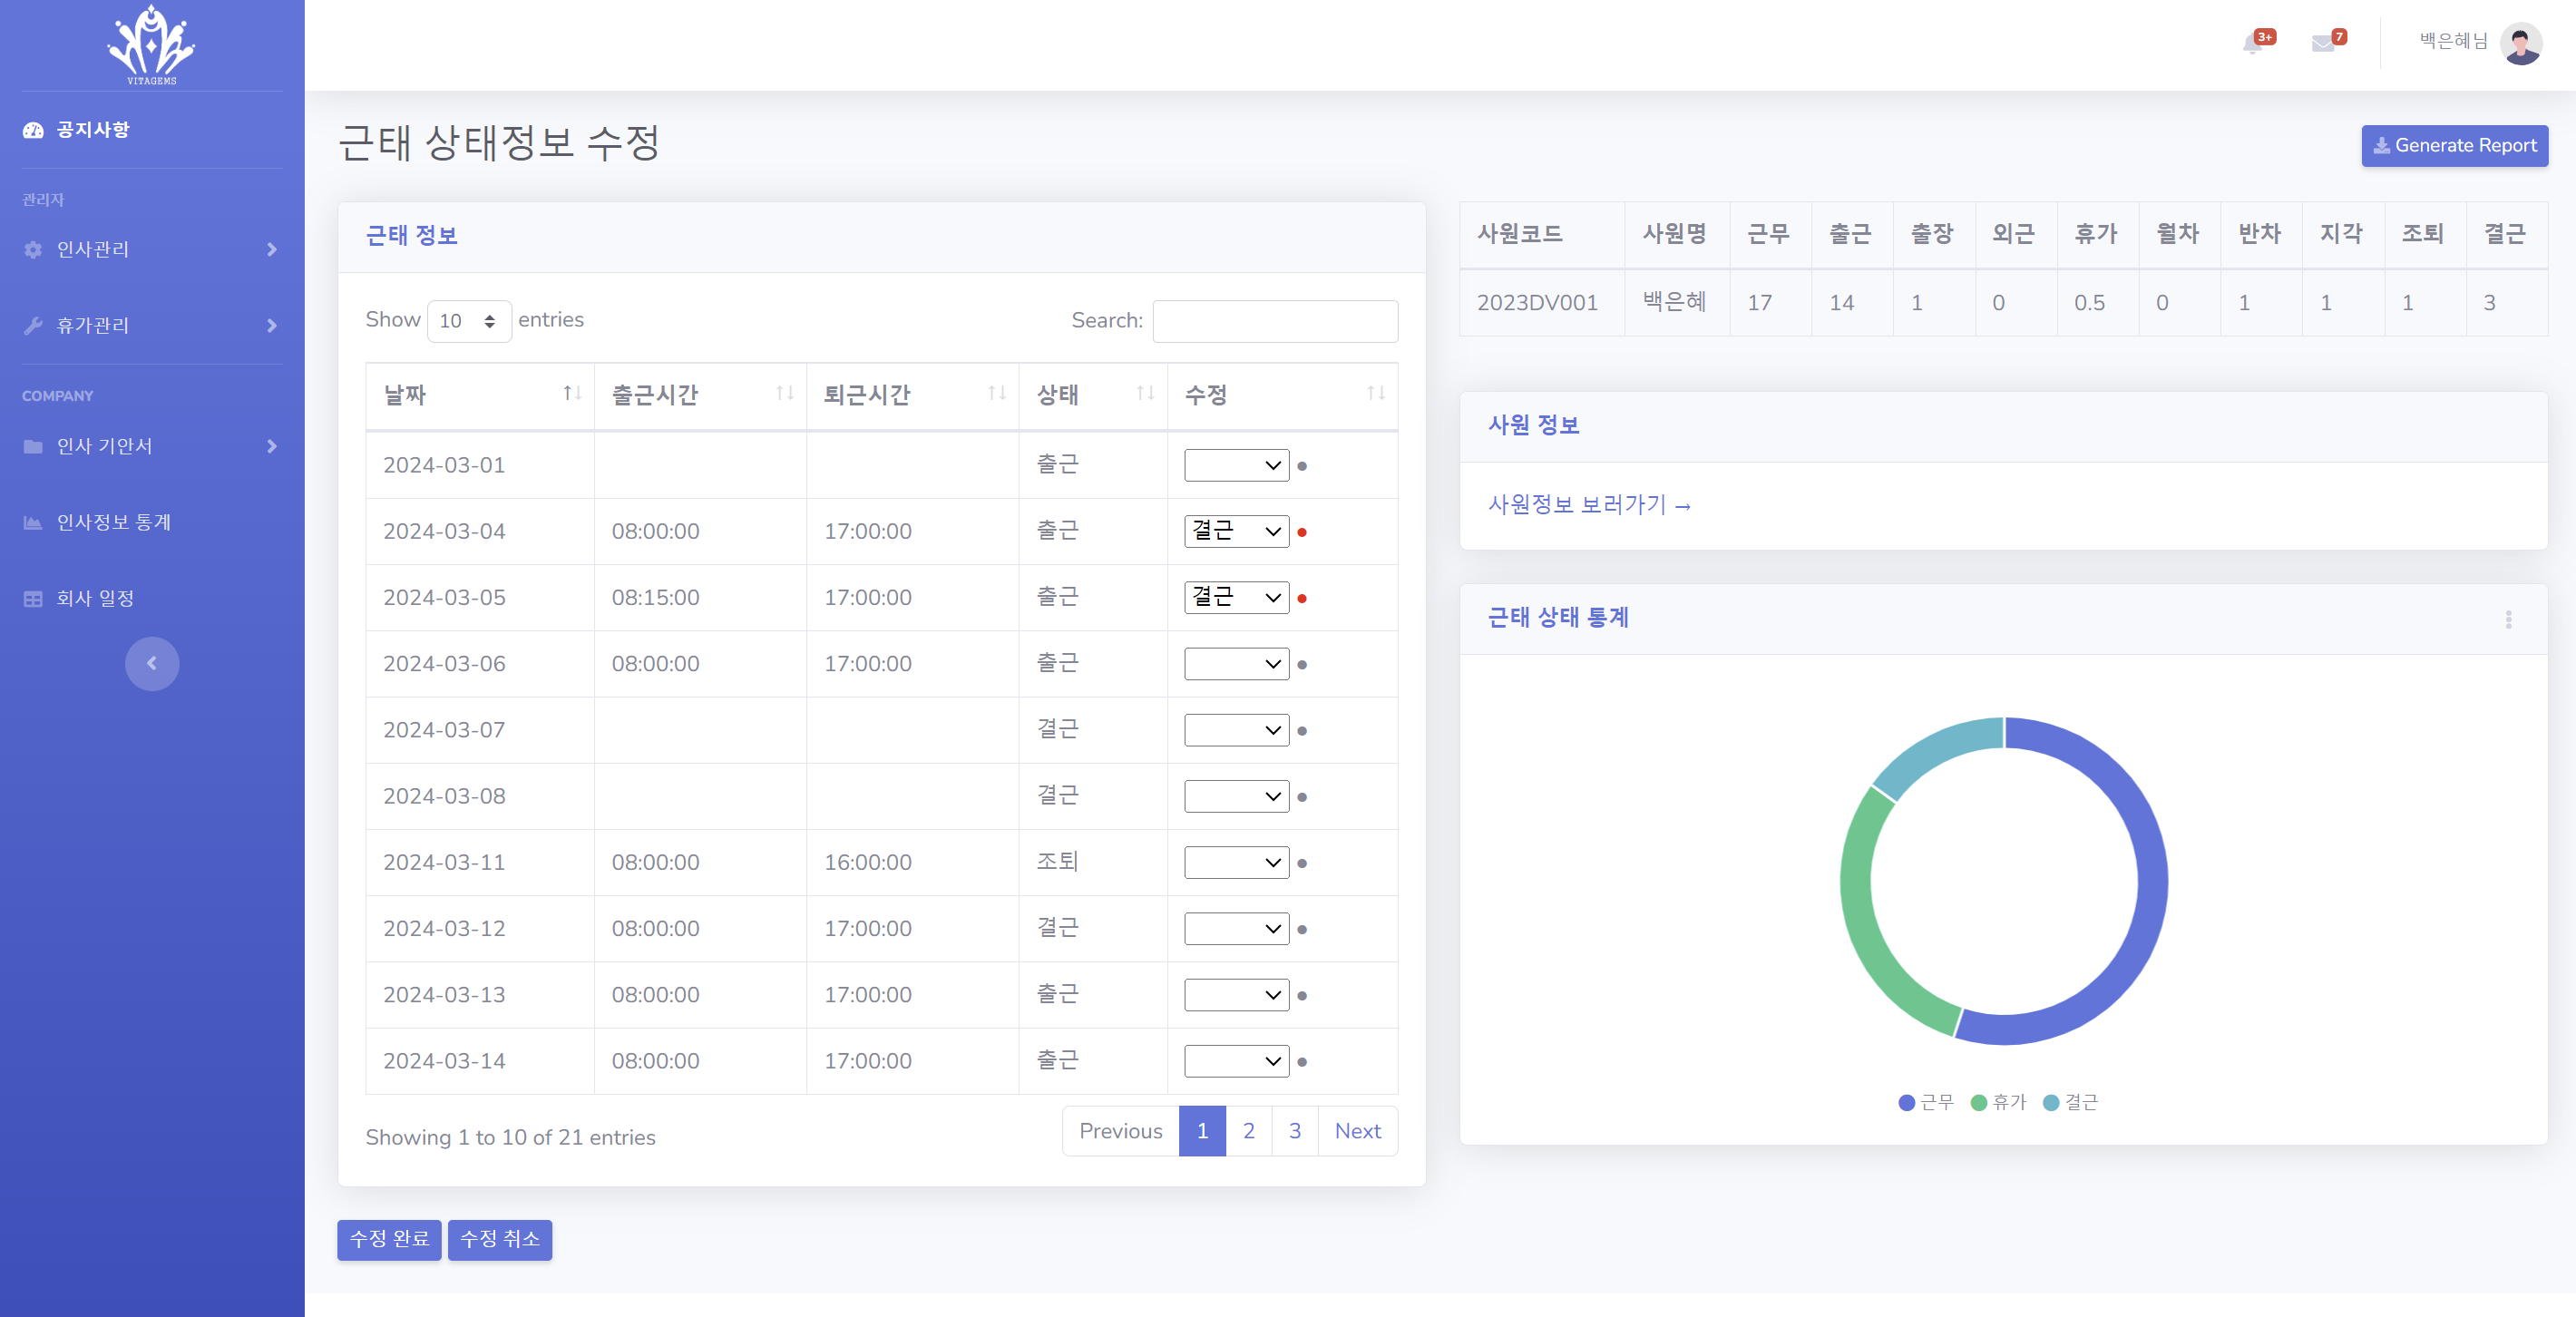 VITAGEMS
공지사항
관리자
인사관리
휴가관리
COMPANY
인사 기안서
인사정보 통계
회사 일정
3+
7
백은혜님
근태 상태정보 수정
Generate Report
근태 정보
Show 10 entries
Search:
날짜 출근시간 퇴근시간 상태 수정
2024-03-01 출근
2024-03-04 08:00:00 17:00:00 출근 결근
2024-03-05 08:15:00 17:00:00 출근 결근
2024-03-06 08:00:00 17:00:00 출근
2024-03-07 결근
2024-03-08 결근
2024-03-11 08:00:00 16:00:00 조퇴
2024-03-12 08:00:00 17:00:00 결근
2024-03-13 08:00:00 17:00:00 출근
2024-03-14 08:00:00 17:00:00 출근
Showing 1 to 10 of 21 entries
Previous 1 2 3 Next
수정 완료 수정 취소
사원코드 사원명 근무 출근 출장 외근 휴가 월차 반차 지각 조퇴 결근
2023DV001 백은혜 17 14 1 0 0.5 0 1 1 1 3
사원 정보
사원정보 보러가기 →
근태 상태 통계
근무 휴가 결근